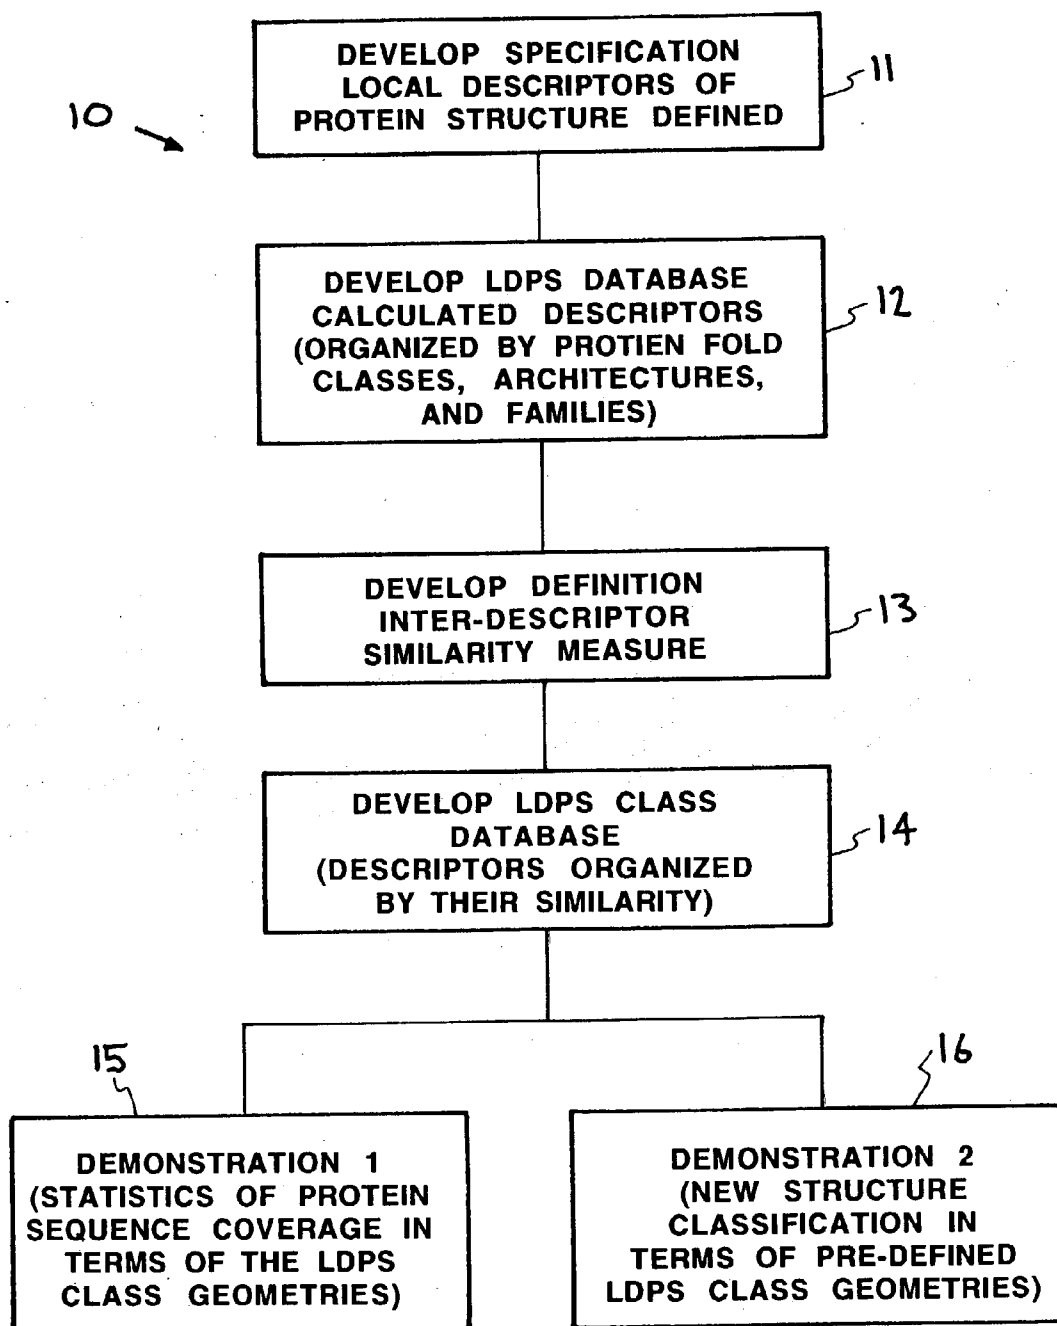 DEVELOP SPECIFICATION
LOCAL DESCRIPTORS OF
PROTEIN STRUCTURE DEFINED
11
10
DEVELOP LDPS DATABASE
CALCULATED DESCRIPTORS
(ORGANIZED BY PROTIEN FOLD
CLASSES, ARCHITECTURES,
AND FAMILIES)
12
DEVELOP DEFINITION
INTER-DESCRIPTOR
SIMILARITY MEASURE
13
DEVELOP LDPS CLASS
DATABASE
(DESCRIPTORS ORGANIZED
BY THEIR SIMILARITY)
14
15
DEMONSTRATION 1
(STATISTICS OF PROTEIN
SEQUENCE COVERAGE IN
TERMS OF THE LDPS
CLASS GEOMETRIES)
16
DEMONSTRATION 2
(NEW STRUCTURE
CLASSIFICATION IN
TERMS OF PRE-DEFINED
LDPS CLASS GEOMETRIES)